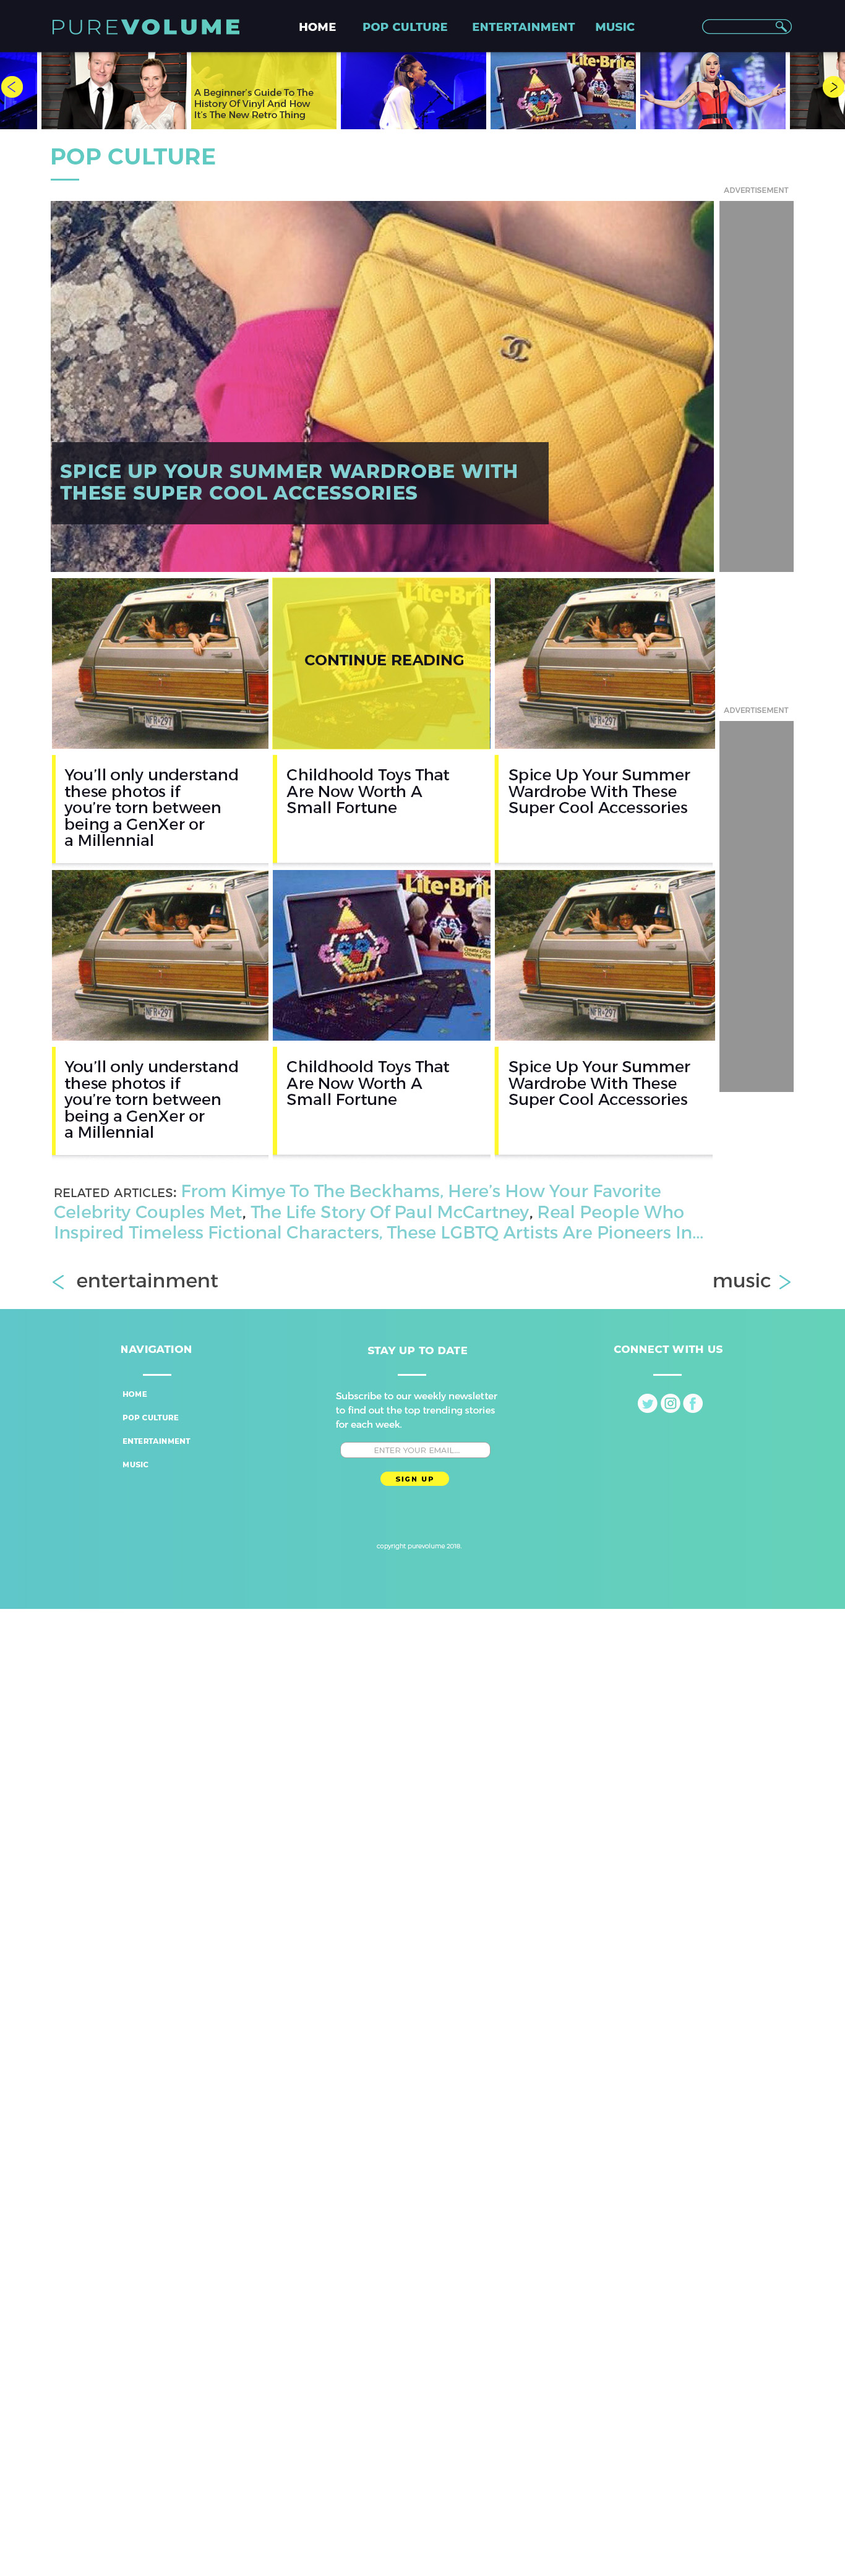 PUREVOLUME
HOME
POP CULTURE
ENTERTAINMENT
MUSIC
A Beginner's Guide To The
History Of Vinyl And How
It's The New Retro Thing
Lite-Brite
POP CULTURE
ADVERTISEMENT
SPICE UP YOUR SUMMER WARDROBE WITH
THESE SUPER COOL ACCESSORIES
CONTINUE READING
ADVERTISEMENT
You'll only understand
these photos if
you're torn between
being a GenXer or
a Millennial
Childhoold Toys That
Are Now Worth A
Small Fortune
Spice Up Your Summer
Wardrobe With These
Super Cool Accessories
You'll only understand
these photos if
you're torn between
being a GenXer or
a Millennial
Childhoold Toys That
Are Now Worth A
Small Fortune
Spice Up Your Summer
Wardrobe With These
Super Cool Accessories
RELATED ARTICLES: From Kimye To The Beckhams, Here's How Your Favorite
Celebrity Couples Met, The Life Story Of Paul McCartney, Real People Who
Inspired Timeless Fictional Characters, These LGBTQ Artists Are Pioneers In...
< entertainment
music >
NAVIGATION
HOME
POP CULTURE
ENTERTAINMENT
MUSIC
STAY UP TO DATE
Subscribe to our weekly newsletter
to find out the top trending stories
for each week.
ENTER YOUR EMAIL...
SIGN UP
CONNECT WITH US
copyright purevolume 2018